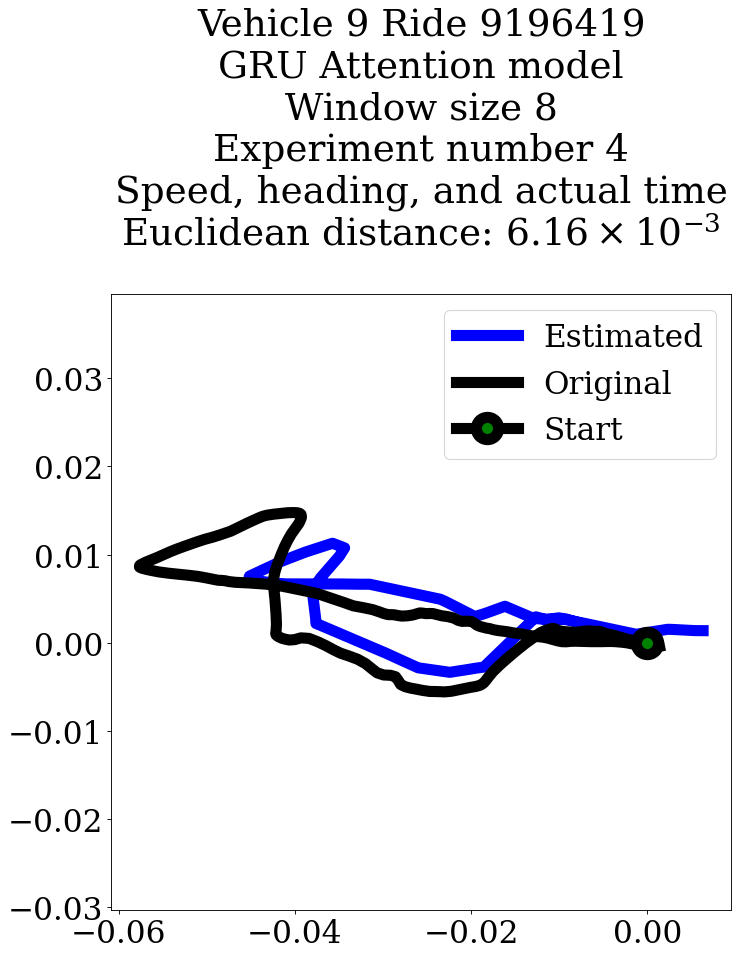 Vehicle 9 Ride 9196419
GRU Attention model
Window size 8
Experiment number 4
Speed, heading, and actual time
Euclidean distance: 6.16 × 10⁻³
Estimated
Original
Start
0.03
0.02
0.01
0.00
−0.01
−0.02
−0.03
−0.06
−0.04
−0.02
0.00